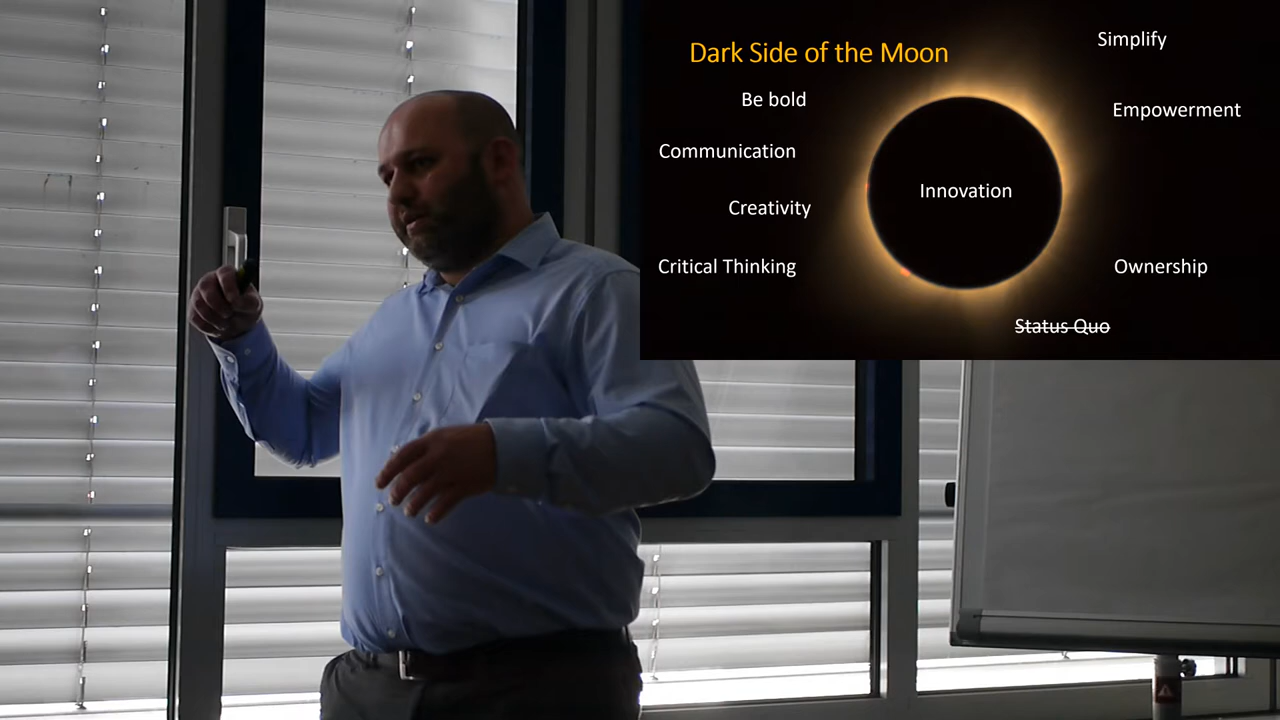 Dark Side of the Moon
Simplify
Be bold
Empowerment
Communication
Innovation
Creativity
Critical Thinking
Ownership
Status Quo